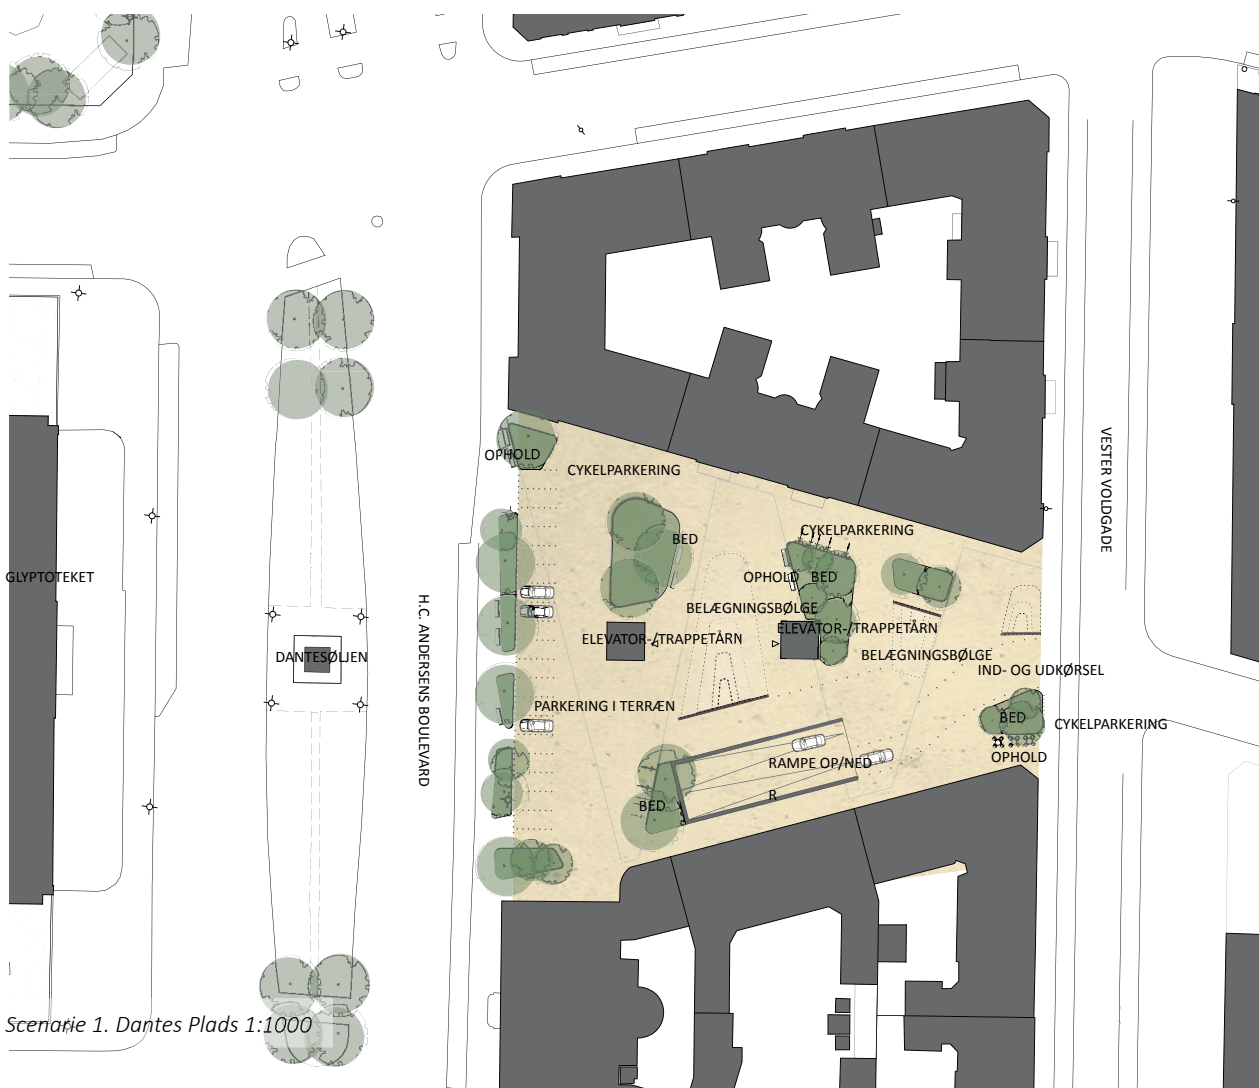 VESTER VOLDGADE
OPHOLD
CYKELPARKERING
CYKELPARKERING
BED
OPHOLD
BED
GLYPTOTEKET
BELÆGNINGSBØLGE
ELEVATOR-/TRAPPETÅRN
ELEVATOR-/TRAPPETÅRN
DANTESØLJEN
BELÆGNINGSBØLGE
IND- OG UDKØRSEL
H.C. ANDERSENS BOULEVARD
PARKERING I TERRÆN
BED
CYKELPARKERING
OPHOLD
RAMPE OP/NED
R
BED
Scenarie 1. Dantes Plads 1:1000